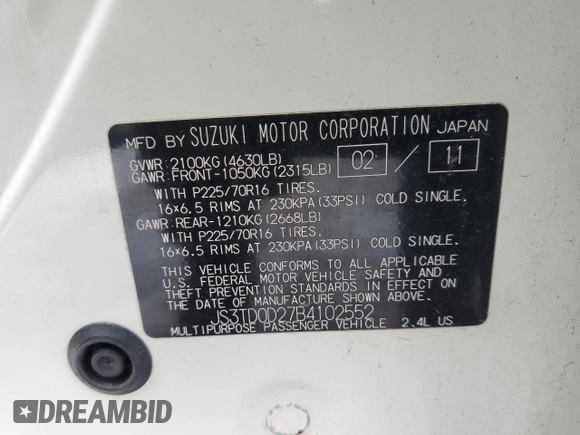 MFD BY SUZUKI MOTOR CORPORATION JAPAN
GVWR: 2100KG (4630LB) 02 / 11
GAWR: FRONT-1050KG (2315LB)
WITH P225/70R16 TIRES.
16×6.5 RIMS AT 230KPA (33PSI) COLD SINGLE.
GAWR: REAR-1210KG (2668LB)
WITH P225/70R16 TIRES.
16×6.5 RIMS AT 230KPA (33PSI) COLD SINGLE.
THIS VEHICLE CONFORMS TO ALL APPLICABLE
U.S. FEDERAL MOTOR VEHICLE SAFETY AND
THEFT PREVENTION STANDARDS IN EFFECT ON
THE DATE OF MANUFACTURE SHOWN ABOVE.
JS3TD0D27B4102552
MULTIPURPOSE PASSENGER VEHICLE 2.4L US
DREAMBID